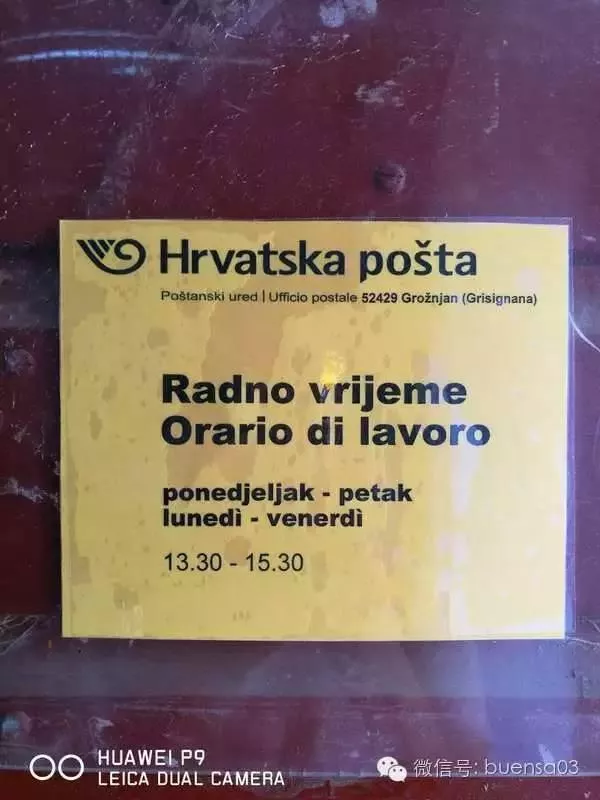 Hrvatska pošta
Poštanski ured | Ufficio postale 52429 Grožnjan (Grisignana)
Radno vrijeme
Orario di lavoro
ponedjeljak - petak
lunedì - venerdì
13.30 - 15.30
HUAWEI P9
LEICA DUAL CAMERA
微信号: buensa03